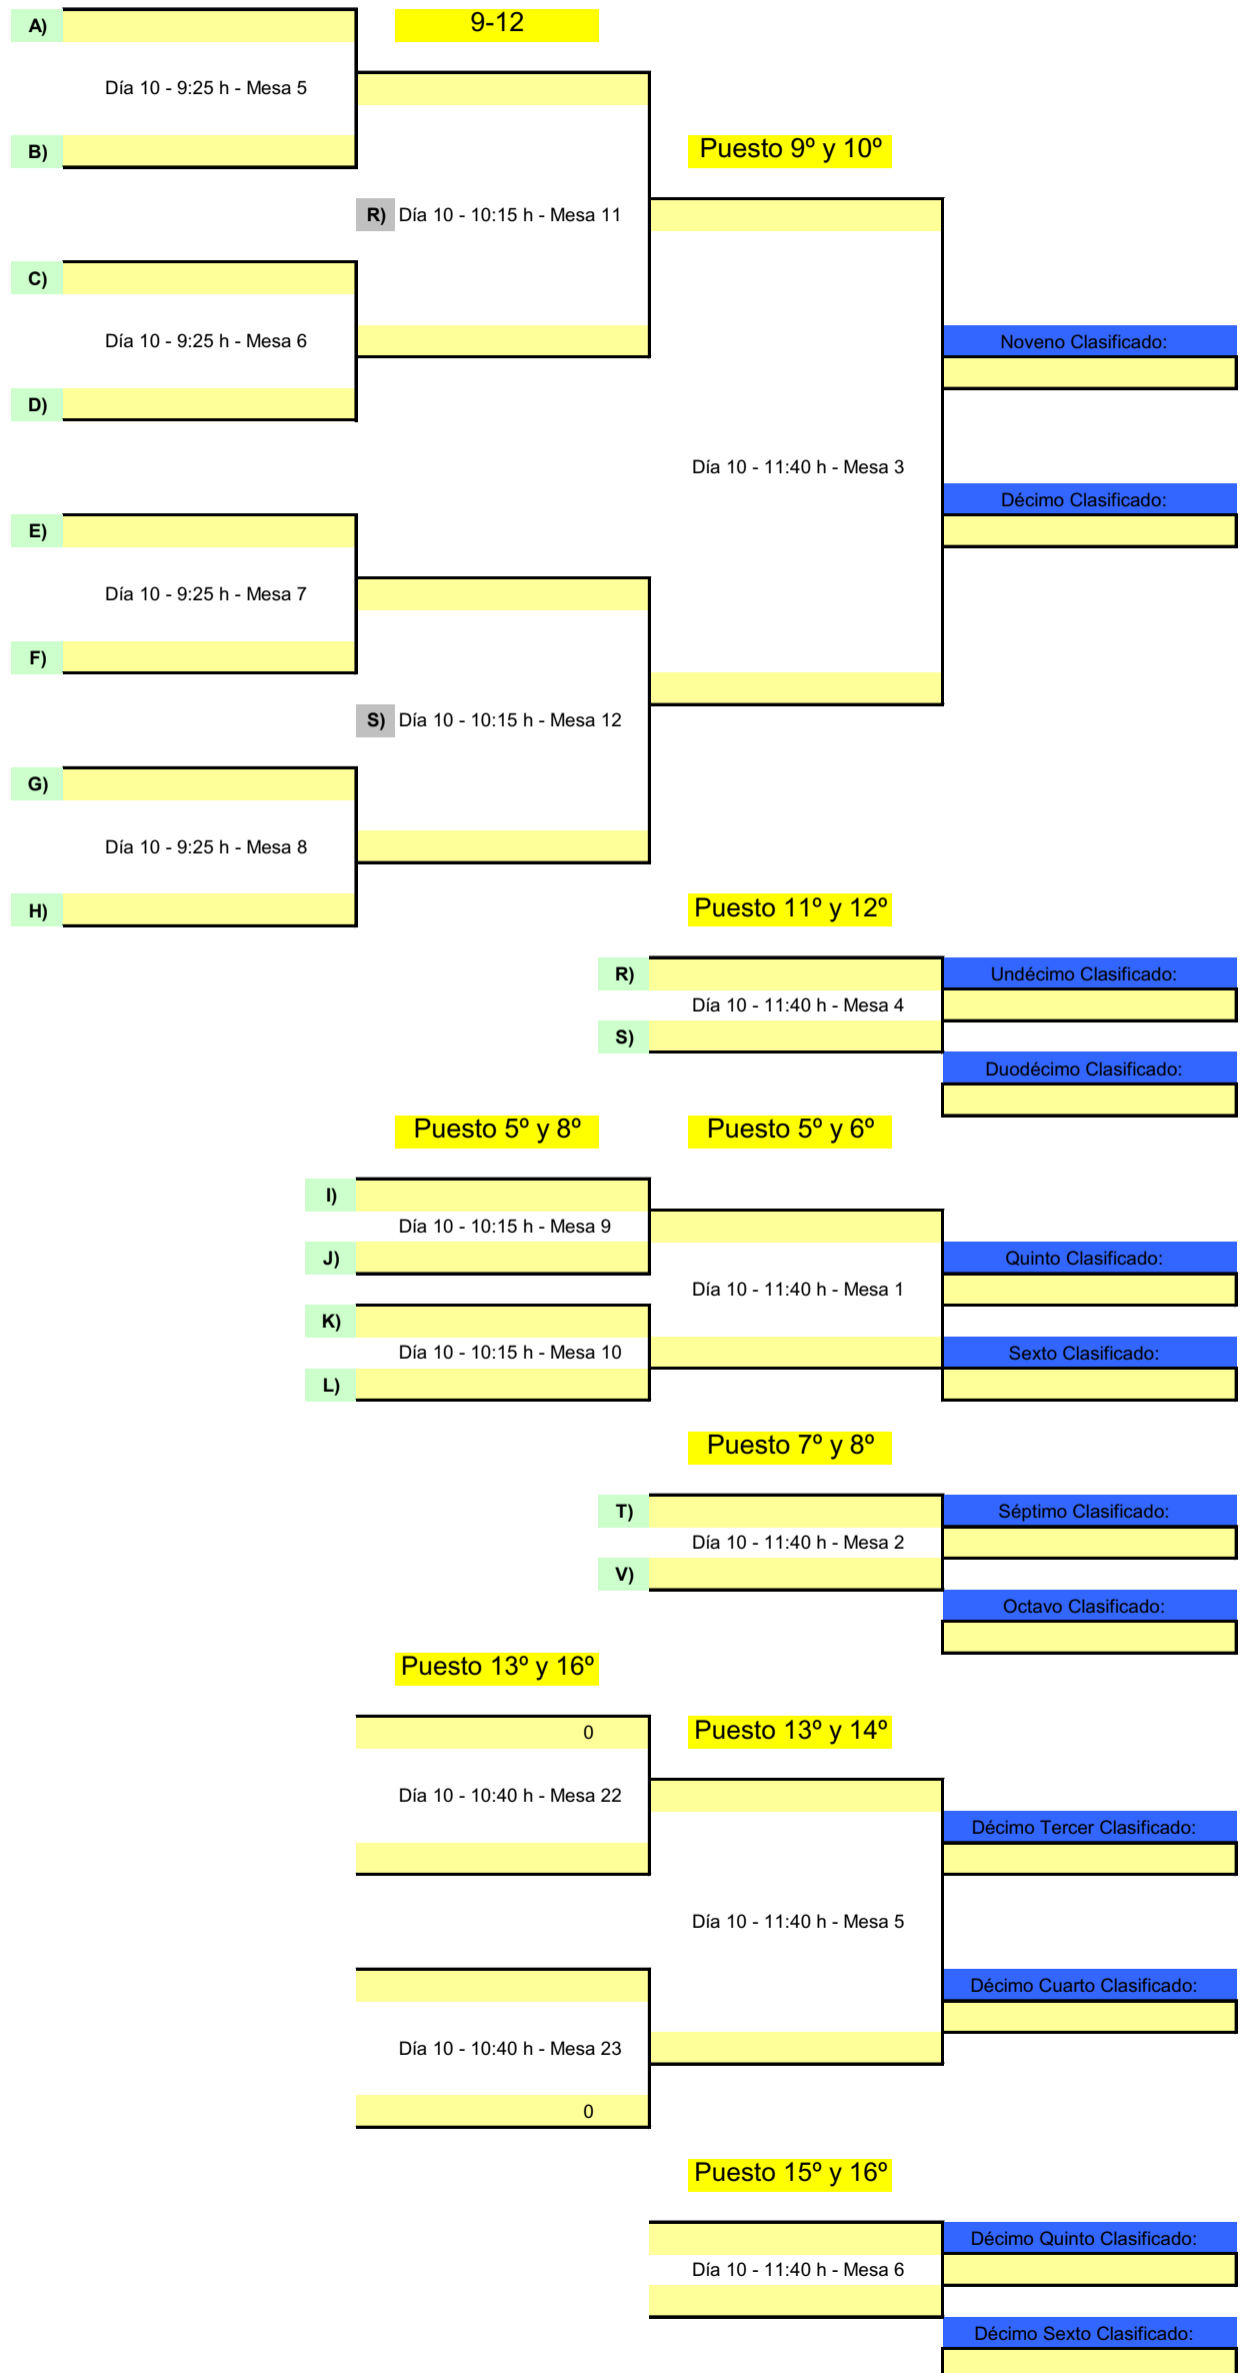 A)
9-12
Día 10 - 9:25 h - Mesa 5
B)
Puesto 9º y 10º
R) Día 10 - 10:15 h - Mesa 11
C)
Día 10 - 9:25 h - Mesa 6
Noveno Clasificado:
D)
Día 10 - 11:40 h - Mesa 3
Décimo Clasificado:
E)
Día 10 - 9:25 h - Mesa 7
F)
S) Día 10 - 10:15 h - Mesa 12
G)
Día 10 - 9:25 h - Mesa 8
H)
Puesto 11º y 12º
R)
Undécimo Clasificado:
Día 10 - 11:40 h - Mesa 4
S)
Duodécimo Clasificado:
Puesto 5º y 8º
Puesto 5º y 6º
I)
Día 10 - 10:15 h - Mesa 9
J)
Quinto Clasificado:
Día 10 - 11:40 h - Mesa 1
K)
Día 10 - 10:15 h - Mesa 10
Sexto Clasificado:
L)
Puesto 7º y 8º
T)
Séptimo Clasificado:
Día 10 - 11:40 h - Mesa 2
V)
Octavo Clasificado:
Puesto 13º y 16º
0
Puesto 13º y 14º
Día 10 - 10:40 h - Mesa 22
Décimo Tercer Clasificado:
Día 10 - 11:40 h - Mesa 5
Décimo Cuarto Clasificado:
Día 10 - 10:40 h - Mesa 23
0
Puesto 15º y 16º
Décimo Quinto Clasificado:
Día 10 - 11:40 h - Mesa 6
Décimo Sexto Clasificado: